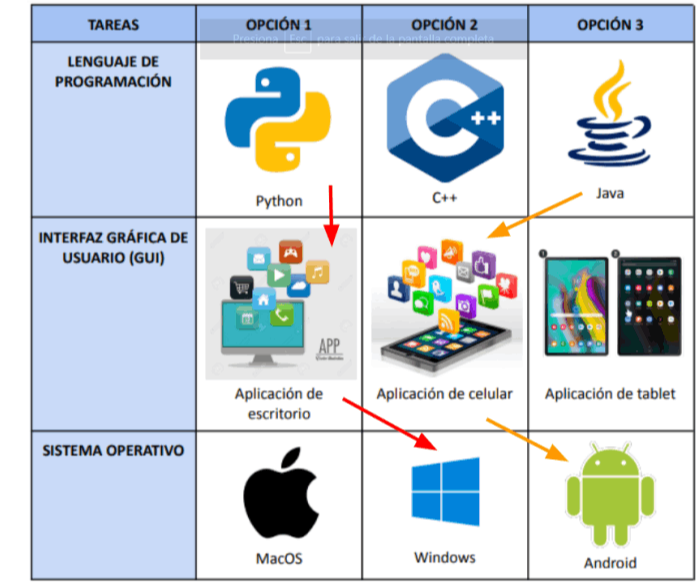 TAREAS OPCIÓN 1 OPCIÓN 2 OPCIÓN 3
Presiona Esc para salir de la pantalla completa
LENGUAJE DE
PROGRAMACIÓN
++
Python C++ Java
INTERFAZ GRÁFICA DE
USUARIO (GUI)
1 2
APP
Aplicación de
escritorio
Aplicación de celular
Aplicación de tablet
SISTEMA OPERATIVO
MacOS Windows Android